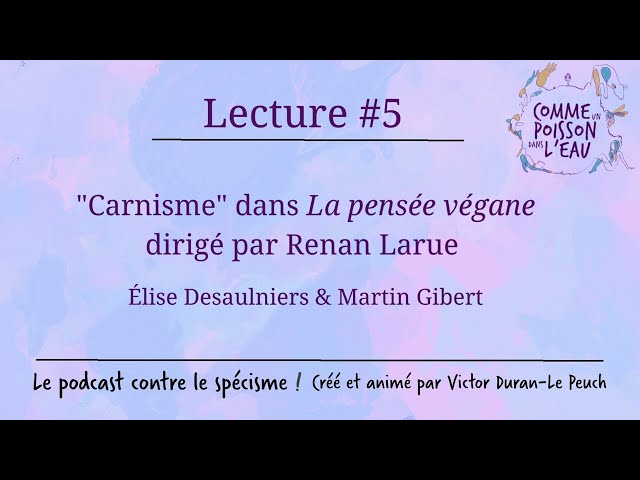 Lecture #5
COMME UN
POISSON
DANS L'EAU
"Carnisme" dans La pensée végane
dirigé par Renan Larue
Élise Desaulniers & Martin Gibert
Le podcast contre le spécisme ! Créé et animé par Victor Duran-Le Peuch